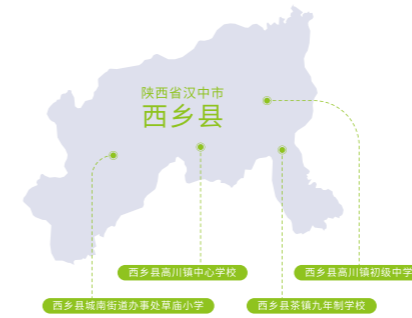 陕西省汉中市
西乡县
西乡县高川镇中心学校
西乡县高川镇初级中学
西乡县城南街道办事处草庙小学
西乡县茶镇九年制学校